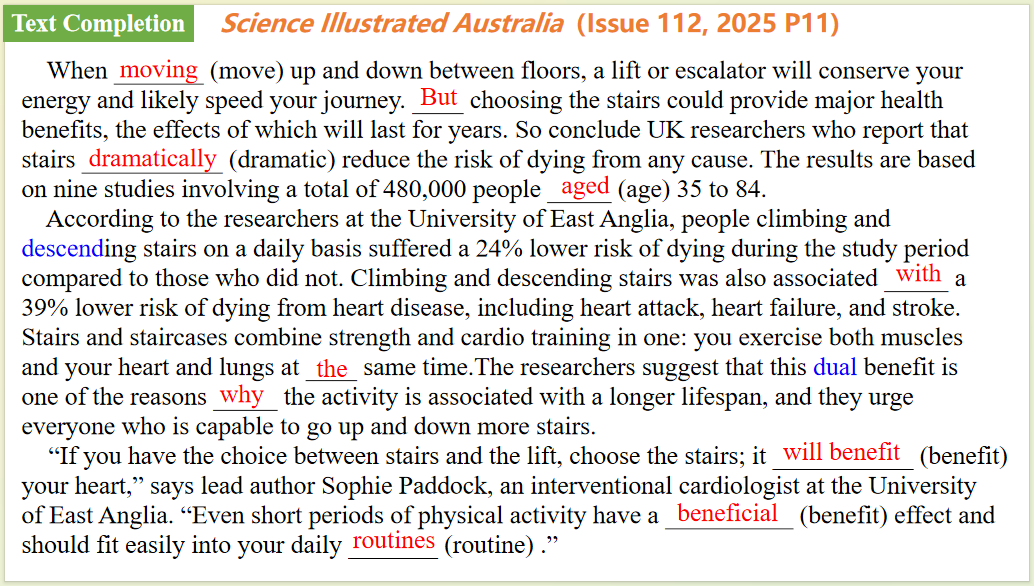 Text Completion Science Illustrated Australia (Issue 112, 2025 P11)
When moving (move) up and down between floors, a lift or escalator will conserve your
energy and likely speed your journey. But choosing the stairs could provide major health
benefits, the effects of which will last for years. So conclude UK researchers who report that
stairs dramatically (dramatic) reduce the risk of dying from any cause. The results are based
on nine studies involving a total of 480,000 people aged (age) 35 to 84.
According to the researchers at the University of East Anglia, people climbing and
descending stairs on a daily basis suffered a 24% lower risk of dying during the study period
compared to those who did not. Climbing and descending stairs was also associated with a
39% lower risk of dying from heart disease, including heart attack, heart failure, and stroke.
Stairs and staircases combine strength and cardio training in one: you exercise both muscles
and your heart and lungs at the same time.The researchers suggest that this dual benefit is
one of the reasons why the activity is associated with a longer lifespan, and they urge
everyone who is capable to go up and down more stairs.
“If you have the choice between stairs and the lift, choose the stairs; it will benefit (benefit)
your heart,” says lead author Sophie Paddock, an interventional cardiologist at the University
of East Anglia. “Even short periods of physical activity have a beneficial (benefit) effect and
should fit easily into your daily routines (routine) .”